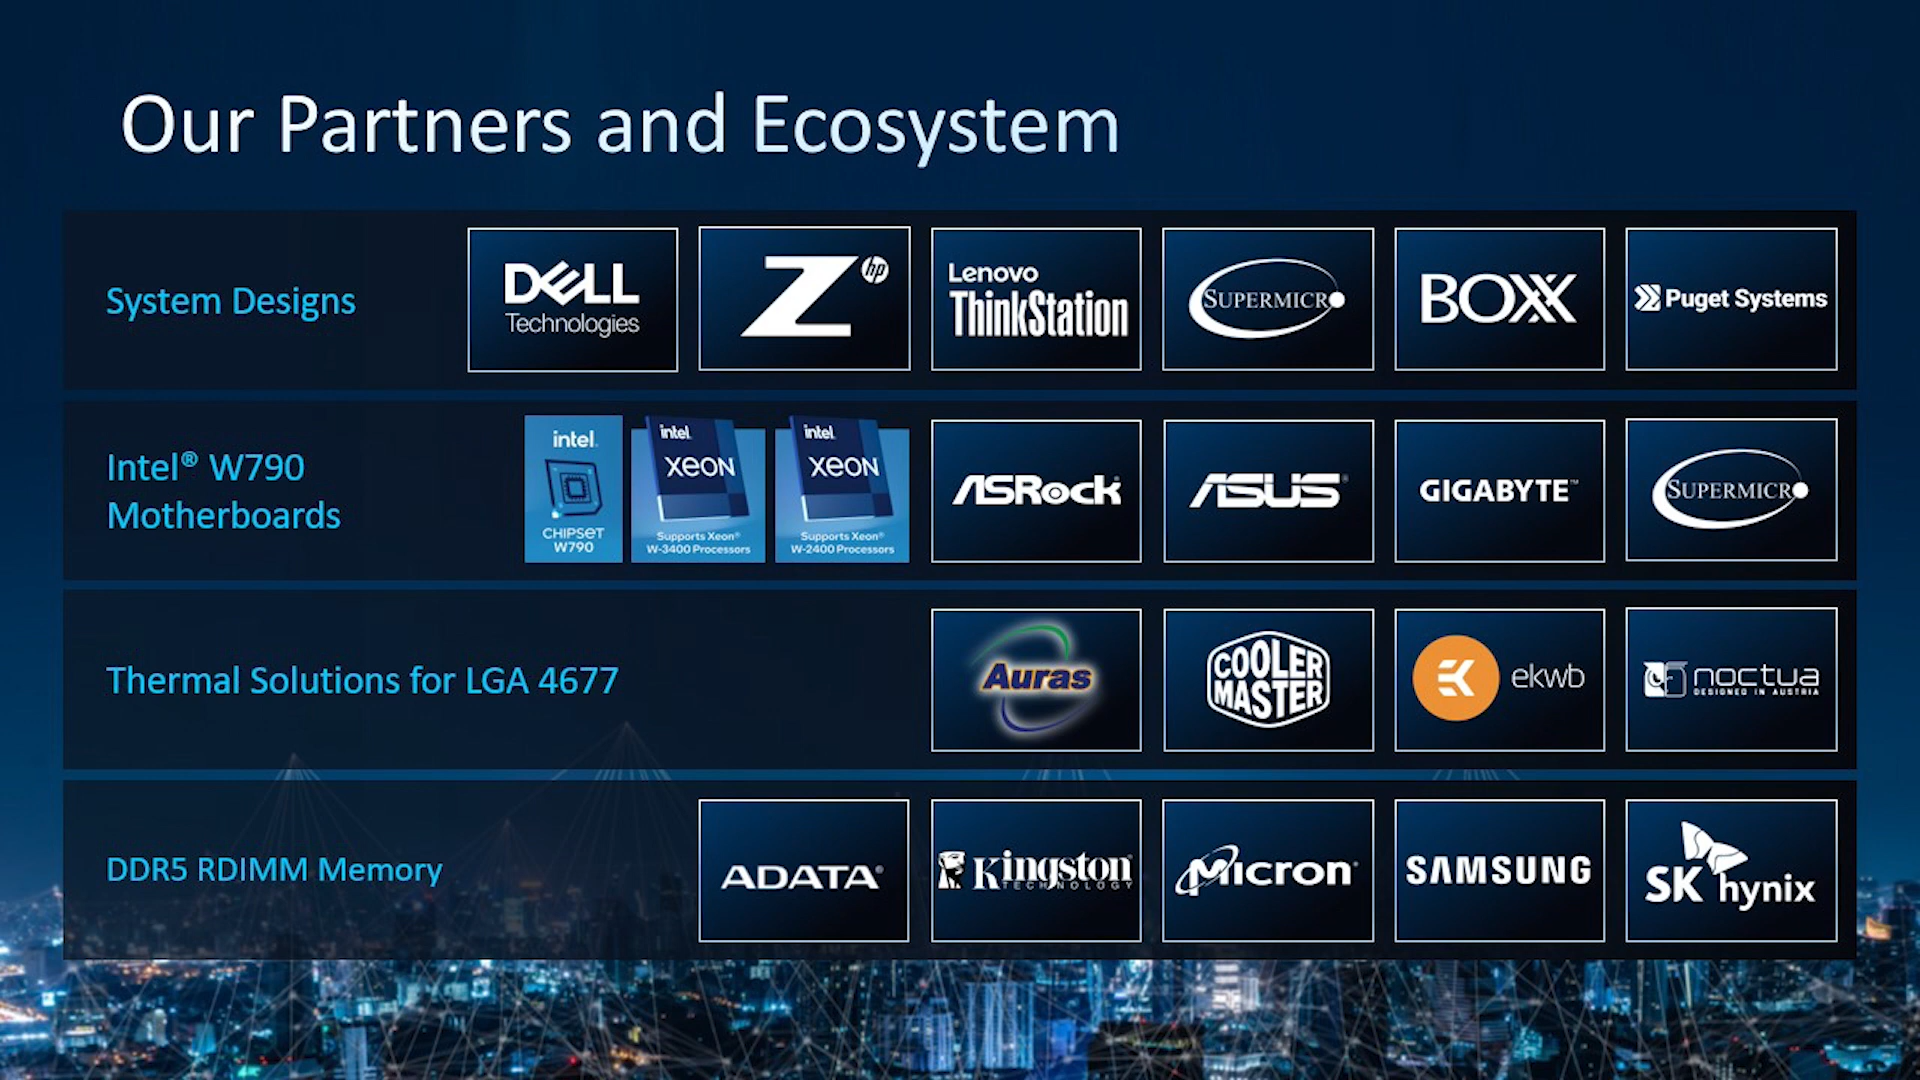 Our Partners and Ecosystem
System Designs
DELL
Technologies
Z hp
Lenovo
ThinkStation
SUPERMICRO
BOXX
Puget Systems
Intel® W790
Motherboards
intel.
CHIPSET
W790
intel.
XEON
Supports Xeon®
W-3400 Processors
intel.
XEON
Supports Xeon®
W-2400 Processors
ASRock
ASUS®
GIGABYTE™
SUPERMICRO
Thermal Solutions for LGA 4677
Auras
COOLER
MASTER
EK ekwb
noctua
DESIGNED IN AUSTRIA
DDR5 RDIMM Memory
ADATA®
Kingston
TECHNOLOGY
Micron®
SAMSUNG
SK hynix